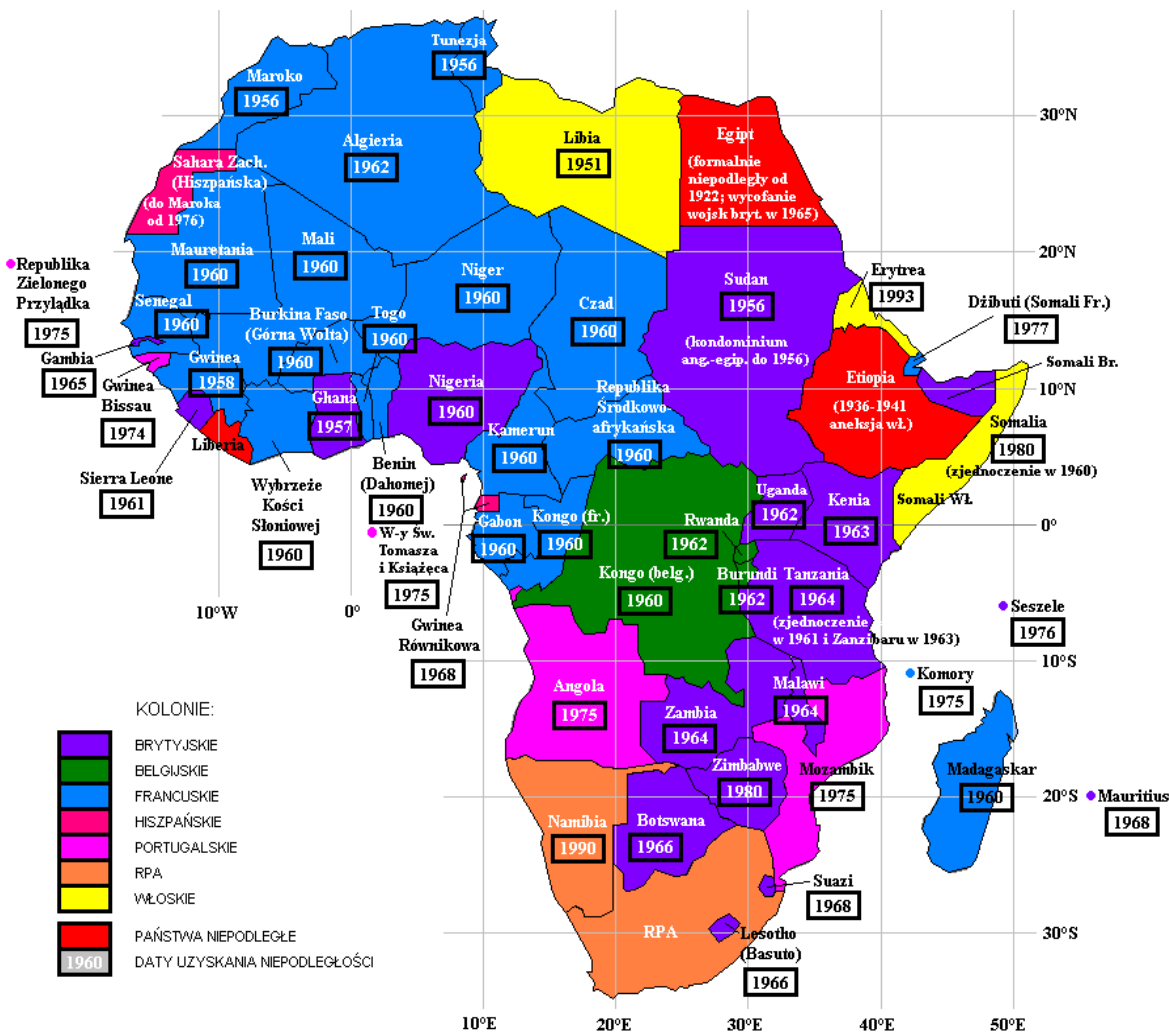 Tunezja
1956
Maroko
1956
30°N
Algieria
1962
Libia
1951
Egipt
(formalnie
niepodległy od
1922; wycofanie
wojsk bryt. w 1965)
Sahara Zach.
(Hiszpańska)
(do Maroka
od 1976)
20°N
Mauretania
1960
Mali
1960
Niger
1960
Czad
1960
Sudan
1956
(kondominium
ang.-egip. do 1956)
Erytrea
1993
Dżibuti (Somali Fr.)
1977
Republika
Zielonego
Przylądka
1975
Senegal
1960
Burkina Faso
(Górna Wolta)
1960
Togo
1960
Gambia
1965
Gwinea
1958
Gwinea
Bissau
1974
Ghana
1957
Nigeria
1960
Republika
Środkowo-
afrykańska
1960
Etiopia
(1936-1941
aneksja wł.)
Somali Br.
10°N
Somalia
1980
(zjednoczenie w 1960)
Somali Wł.
Liberia
Sierra Leone
1961
Wybrzeże
Kości
Słoniowej
1960
Benin
(Dahomej)
1960
Kamerun
1960
W-y Św.
Tomasza
i Książęca
1975
Gwinea
Równikowa
1968
Gabon
1960
Kongo (fr.)
1960
Kongo (belg.)
1960
Rwanda
1962
Burundi
1962
Uganda
1962
Kenia
1963
0°
Tanzania
1964
(zjednoczenie
w 1961 i Zanzibaru w 1963)
Seszele
1976
10°W
0°
10°S
Angola
1975
Zambia
1964
Malawi
1964
Komory
1975
Zimbabwe
1980
Mozambik
1975
Madagaskar
1960
20°S
Mauritius
1968
Namibia
1990
Botswana
1966
Suazi
1968
RPA
Losotho
(Basuto)
1966
30°S
KOLONIE:
BRYTYJSKIE
BELGIJSKIE
FRANCUSKIE
HISZPAŃSKIE
PORTUGALSKIE
RPA
WŁOSKIE
PAŃSTWA NIEPODLEGŁE
1960 DATY UZYSKANIA NIEPODLEGŁOŚCI
10°E
20°E
30°E
40°E
50°E